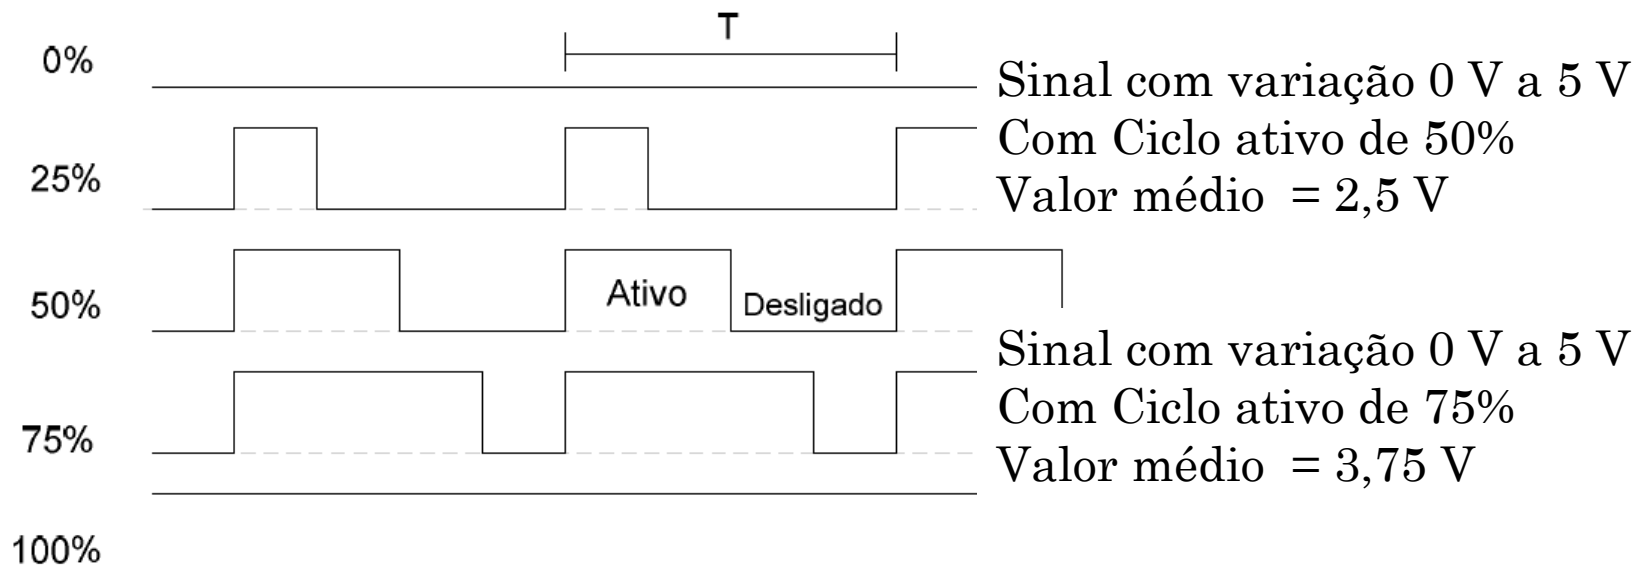 T
0%
Sinal com variação 0 V a 5 V
Com Ciclo ativo de 50%
Valor médio = 2,5 V
25%
50%
Ativo
Desligado
Sinal com variação 0 V a 5 V
Com Ciclo ativo de 75%
Valor médio = 3,75 V
75%
100%